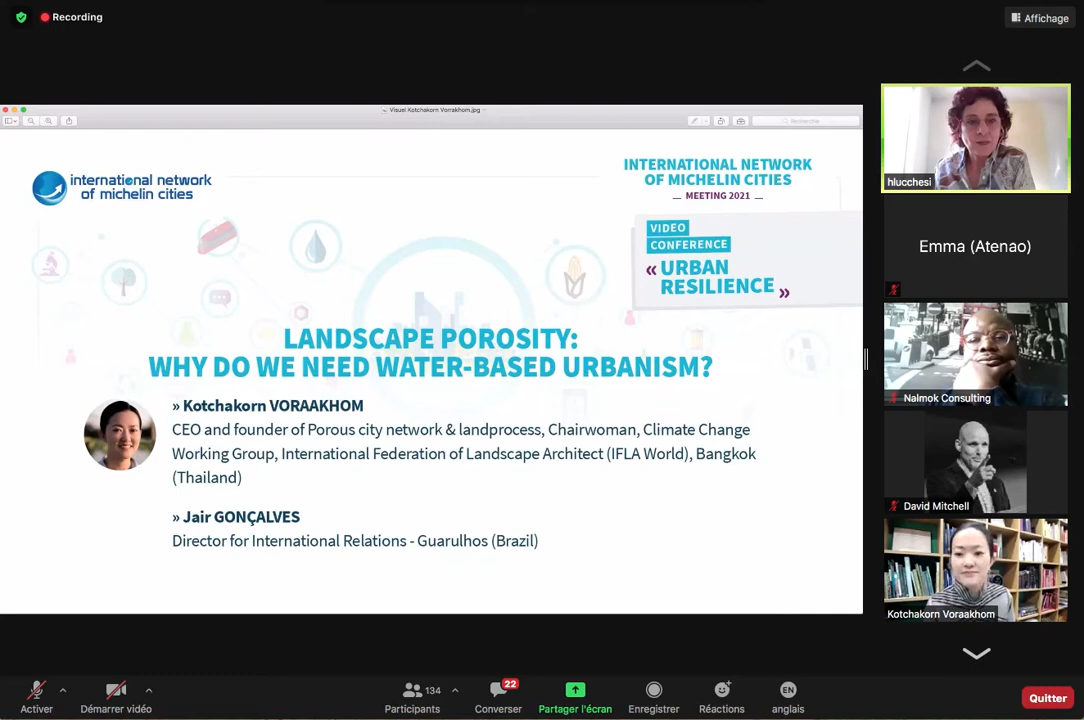 Recording
Affichage
Visuel Kotchakorn Vorrakhom.jpg
Recherche
international network
of michelin cities
INTERNATIONAL NETWORK
OF MICHELIN CITIES
— MEETING 2021 —
VIDEO
CONFERENCE
« URBAN
RESILIENCE »
LANDSCAPE POROSITY:
WHY DO WE NEED WATER-BASED URBANISM?
» Kotchakorn VORAAKHOM
CEO and founder of Porous city network & landprocess, Chairwoman, Climate Change
Working Group, International Federation of Landscape Architect (IFLA World), Bangkok
(Thailand)
» Jair GONÇALVES
Director for International Relations - Guarulhos (Brazil)
hlucchesi
Emma (Atenao)
Nalmok Consulting
David Mitchell
Kotchakorn Voraakhom
Activer
Démarrer vidéo
134
Participants
22
Converser
Partager l'écran
Enregistrer
Réactions
EN
anglais
Quitter